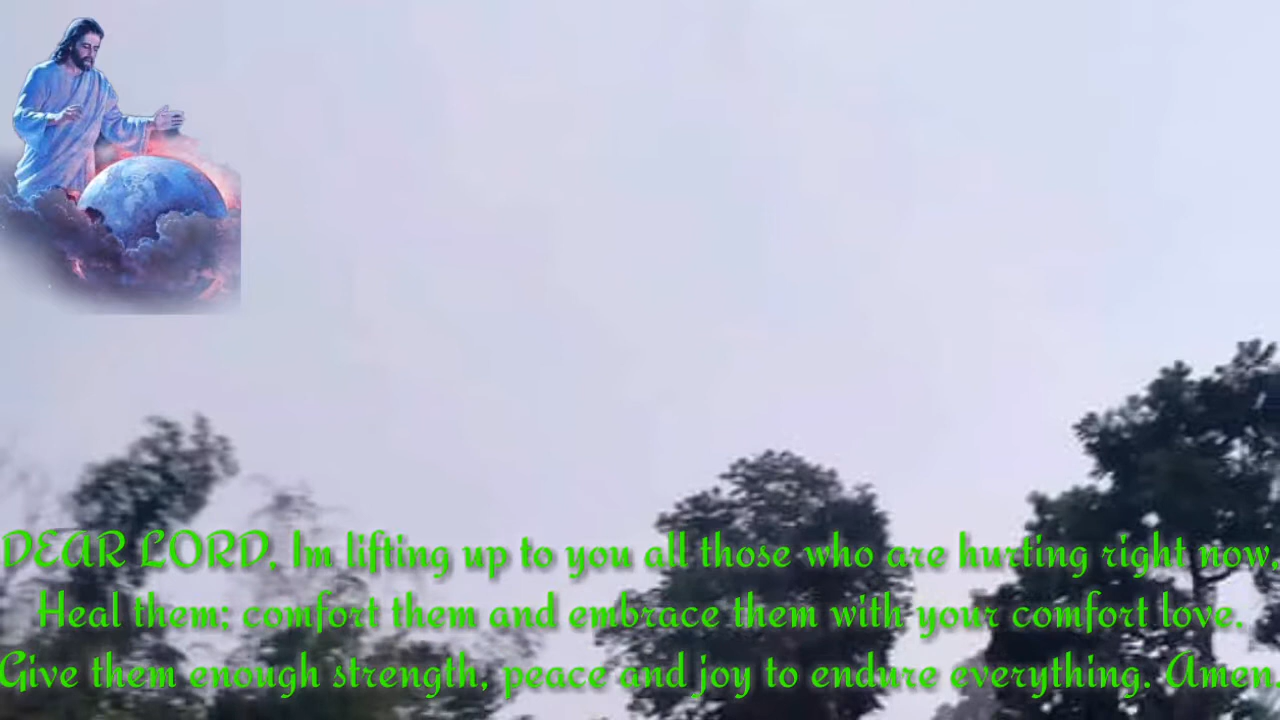 DEAR LORD, Im lifting up to you all those who are hurting right now,
Heal them; comfort them and embrace them with your comfort love.
Give them enough strength, peace and joy to endure everything. Amen.